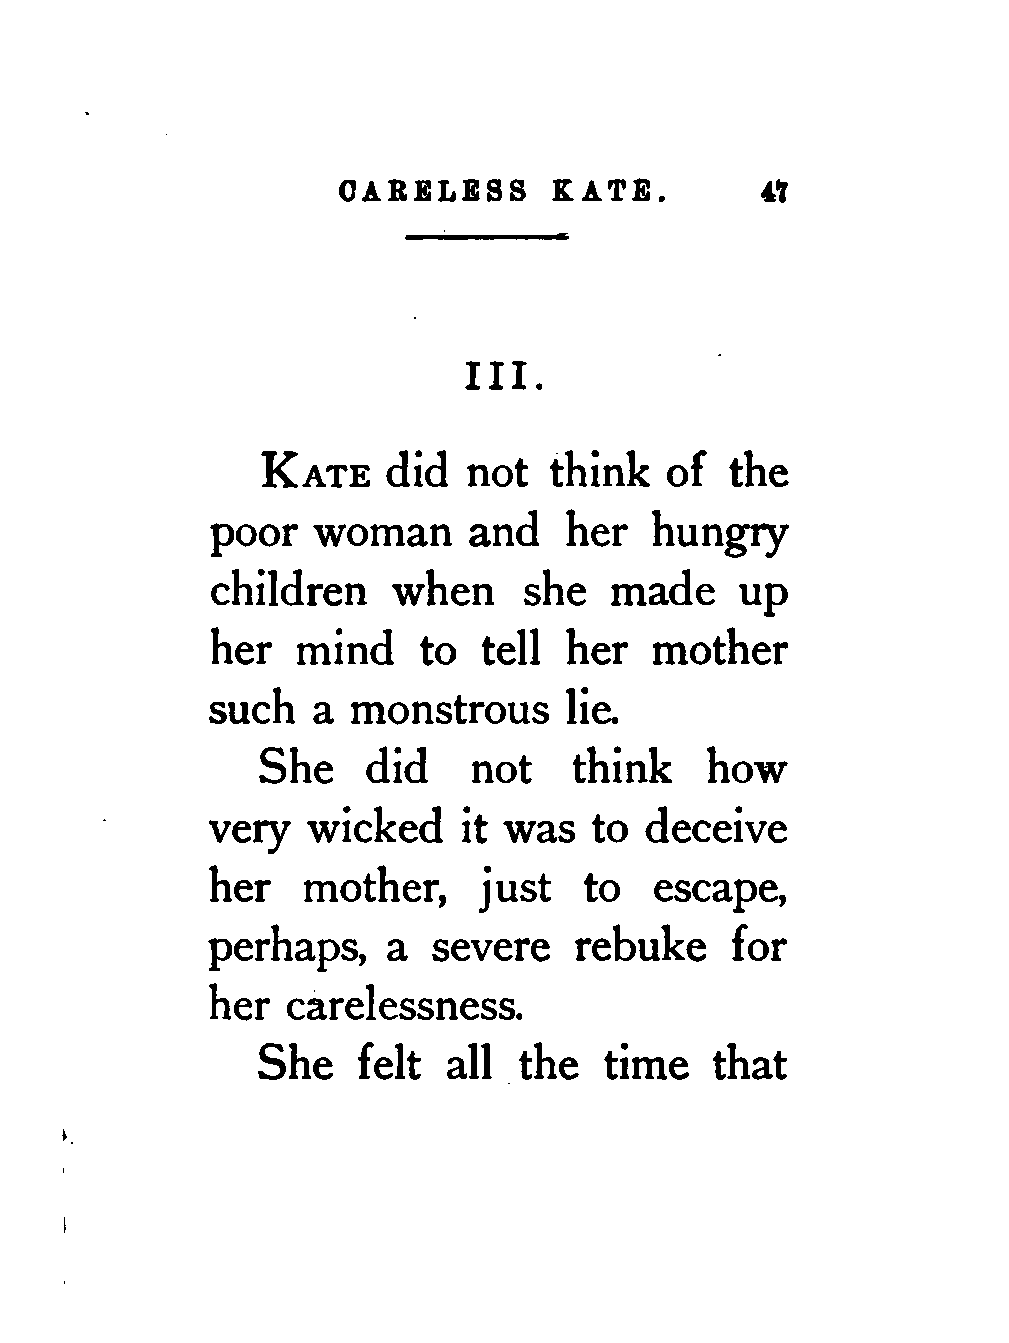 CARELESS KATE. 47
III.
KATE did not think of the
poor woman and her hungry
children when she made up
her mind to tell her mother
such a monstrous lie.
She did not think how
very wicked it was to deceive
her mother, just to escape,
perhaps, a severe rebuke for
her carelessness.
She felt all the time that